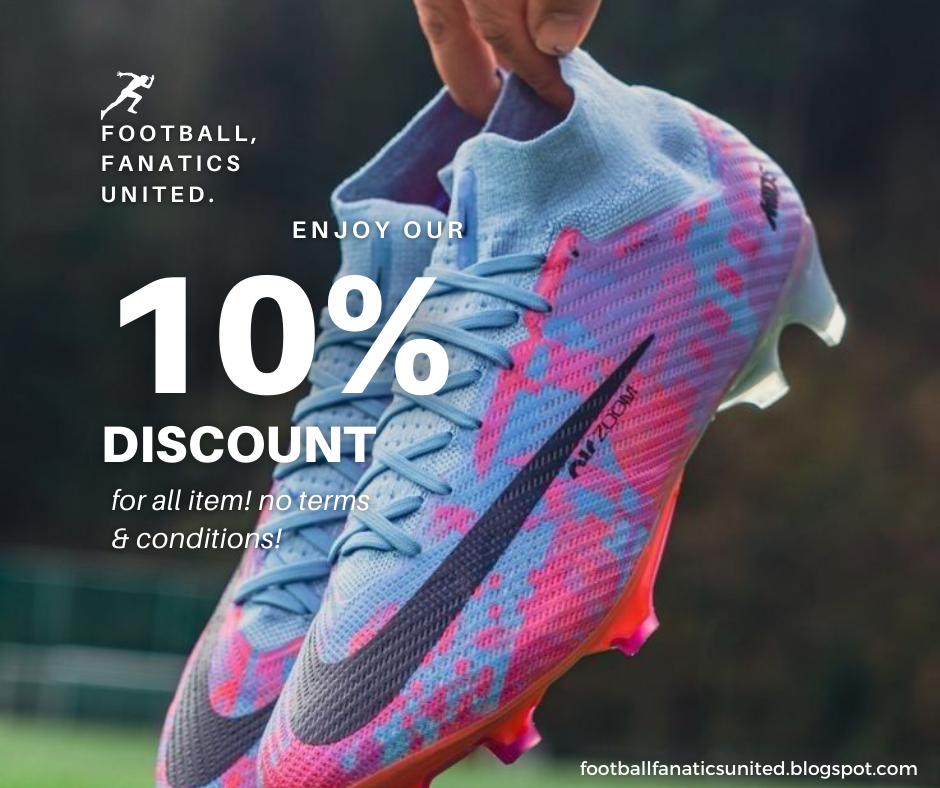 FOOTBALL,
FANATICS
UNITED.
ENJOY OUR
10%
DISCOUNT
for all item! no terms
& conditions!
AIR ZOOM
footballfanaticsunited.blogspot.com